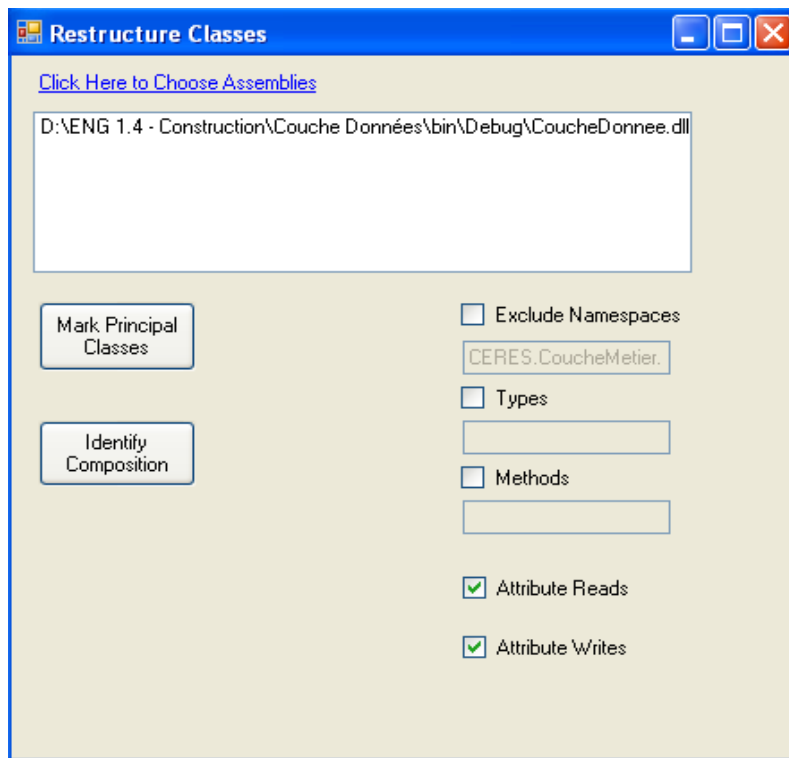 Restructure Classes
Click Here to Choose Assemblies
D:\ENG 1.4 - Construction\Couche Données\bin\Debug\CoucheDonnee.dll
Mark Principal
Classes
Exclude Namespaces
CERES.CoucheMetier.
Types
Identify
Composition
Methods
Attribute Reads
Attribute Writes